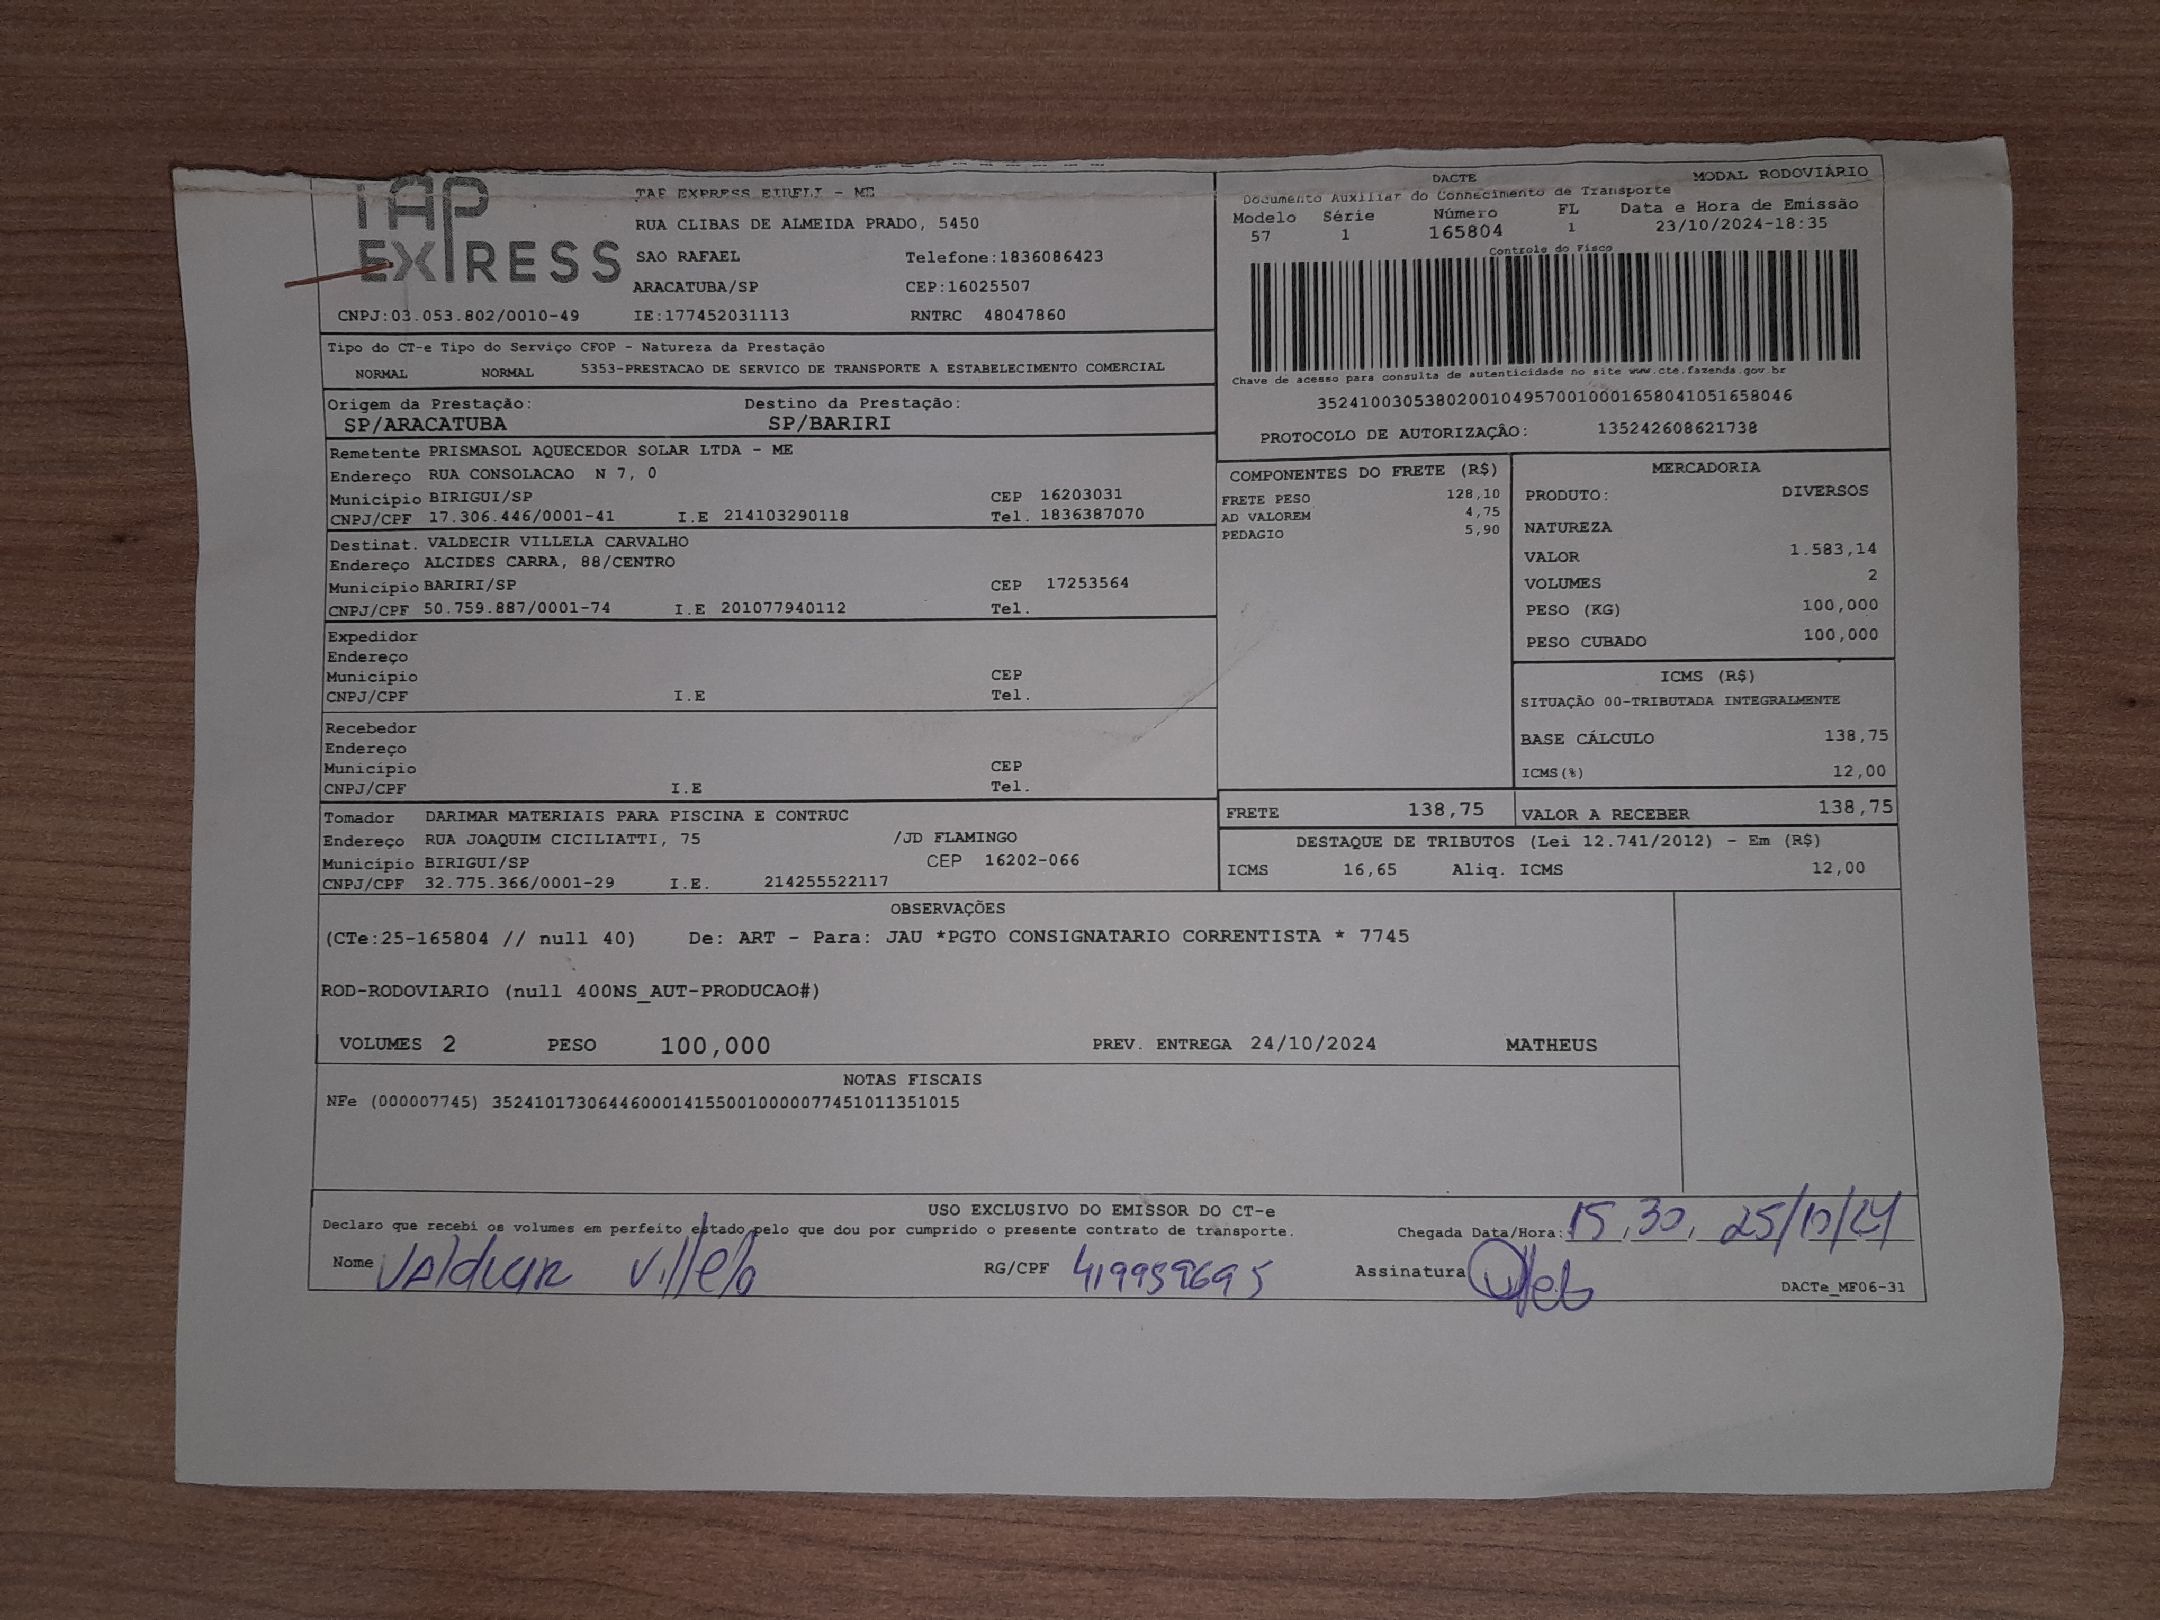 TAP EXPRESS
TAP EXPRESS EIRELI - ME
RUA CLIBAS DE ALMEIDA PRADO, 5450
SAO RAFAEL Telefone:1836086423
ARACATUBA/SP CEP:16025507
CNPJ:03.053.802/0010-49 IE:177452031113 RNTRC 48047860
DACTE MODAL RODOVIÁRIO
Documento Auxiliar do Connecimento de Transporte
Modelo Série Número FL Data e Hora de Emissão
57 1 165804 1 23/10/2024-18:35
Controle do Fisco
Chave de acesso para consulta de autenticidade no site www.cte.fazenda.gov.br
35241003053802001049570010001658041051658046
PROTOCOLO DE AUTORIZAÇÂO: 135242608621738
Tipo do CT-e Tipo do Serviço CFOP - Natureza da Prestação
NORMAL NORMAL 5353-PRESTACAO DE SERVICO DE TRANSPORTE A ESTABELECIMENTO COMERCIAL
Origem da Prestação: Destino da Prestação:
SP/ARACATUBA SP/BARIRI
Remetente PRISMASOL AQUECEDOR SOLAR LTDA - ME
Endereço RUA CONSOLACAO N 7, 0
Município BIRIGUI/SP CEP 16203031
CNPJ/CPF 17.306.446/0001-41 I.E 214103290118 Tel. 1836387070
Destinat. VALDECIR VILLELA CARVALHO
Endereço ALCIDES CARRA, 88/CENTRO
Município BARIRI/SP CEP 17253564
CNPJ/CPF 50.759.887/0001-74 I.E 201077940112 Tel.
Expedidor
Endereço
Município CEP
CNPJ/CPF I.E Tel.
Recebedor
Endereço
Município CEP
CNPJ/CPF I.E Tel.
Tomador DARIMAR MATERIAIS PARA PISCINA E CONTRUC
Endereço RUA JOAQUIM CICILIATTI, 75 /JD FLAMINGO
Município BIRIGUI/SP CEP 16202-066
CNPJ/CPF 32.775.366/0001-29 I.E. 214255522117
COMPONENTES DO FRETE (R$)
FRETE PESO 128,10
AD VALOREM 4,75
PEDAGIO 5,90
MERCADORIA
PRODUTO: DIVERSOS
NATUREZA
VALOR 1.583,14
VOLUMES 2
PESO (KG) 100,000
PESO CUBADO 100,000
ICMS (R$)
SITUAÇÃO 00-TRIBUTADA INTEGRALMENTE
BASE CÁLCULO 138,75
ICMS(%) 12,00
FRETE 138,75 VALOR A RECEBER 138,75
DESTAQUE DE TRIBUTOS (Lei 12.741/2012) - Em (R$)
ICMS 16,65 Aliq. ICMS 12,00
OBSERVAÇÕES
(CTe:25-165804 // null 40) De: ART - Para: JAU *PGTO CONSIGNATARIO CORRENTISTA * 7745
ROD-RODOVIARIO (null 400NS_AUT-PRODUCAO#)
VOLUMES 2 PESO 100,000 PREV. ENTREGA 24/10/2024 MATHEUS
NOTAS FISCAIS
NFe (000007745) 35241017306446000141550010000077451011351015
USO EXCLUSIVO DO EMISSOR DO CT-e
Declaro que recebi os volumes em perfeito estado pelo que dou por cumprido o presente contrato de transporte. Chegada Data/Hora: 15,30, 25/10/24
Nome Valdecir Villela RG/CPF 419959695 Assinatura
DACTe_MF06-31